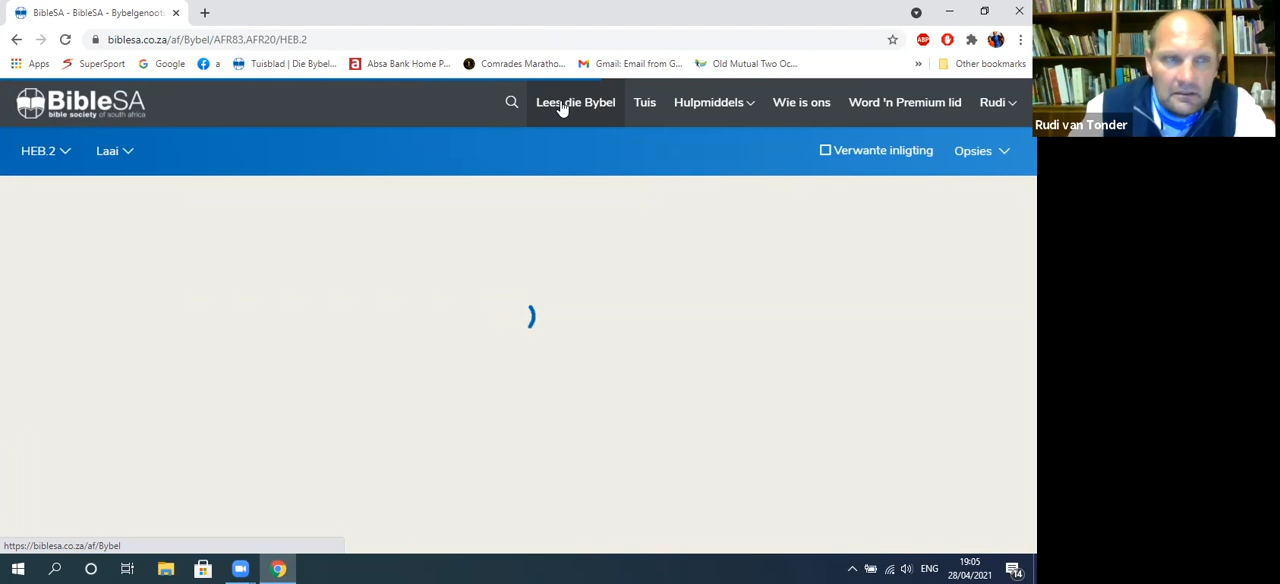 BibleSA - BibleSA - Bybelgenoot:
biblesa.co.za/af/Bybel/AFR83,AFR20/HEB.2
ABP
Apps SuperSport Google a Tuisblad | Die Bybel... Absa Bank Home P... Comrades Maratho... Gmail: Email from G... Old Mutual Two Oc... » Other bookmarks
BibleSA
bible society of south africa
Lees die Bybel Tuis Hulpmiddels Wie is ons Word 'n Premium lid Rudi
HEB.2 Laai Verwante inligting Opsies
Rudi van Tonder
https://biblesa.co.za/af/Bybel
ENG
19:05
28/04/2021
14